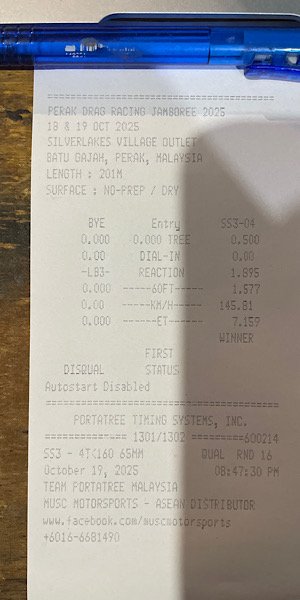 ================================
PERAK DRAG RACING JAMBOREE 2025
18 & 19 OCT 2025
SILVERLAKES VILLAGE OUTLET
BATU GAJAH, PERAK, MALAYSIA
LENGTH : 201M
SURFACE : NO-PREP / DRY
BYE Entry SS3-04
0.000 0.000 TREE 0.500
0.00 DIAL-IN 0.00
-LB3- REACTION 1.895
0.000 ------60FT------ 1.577
0.00 -----KM/H----- 145.81
0.000 ------ET------ 7.157
WINNER
FIRST
DISQUAL STATUS
Autostart Disabled
================================
PORTATREE TIMING SYSTEMS, INC.
========= 1301/1302 =========600214
SS3 - 4T<160 65MM QUAL RND 16
October 19, 2025 08:47:30 PM
TEAM PORTATREE MALAYSIA
MUSC MOTORSPORTS - ASEAN DISTRIBUTOR
www.facebook.com/muscmotorsports
+6016-6681490